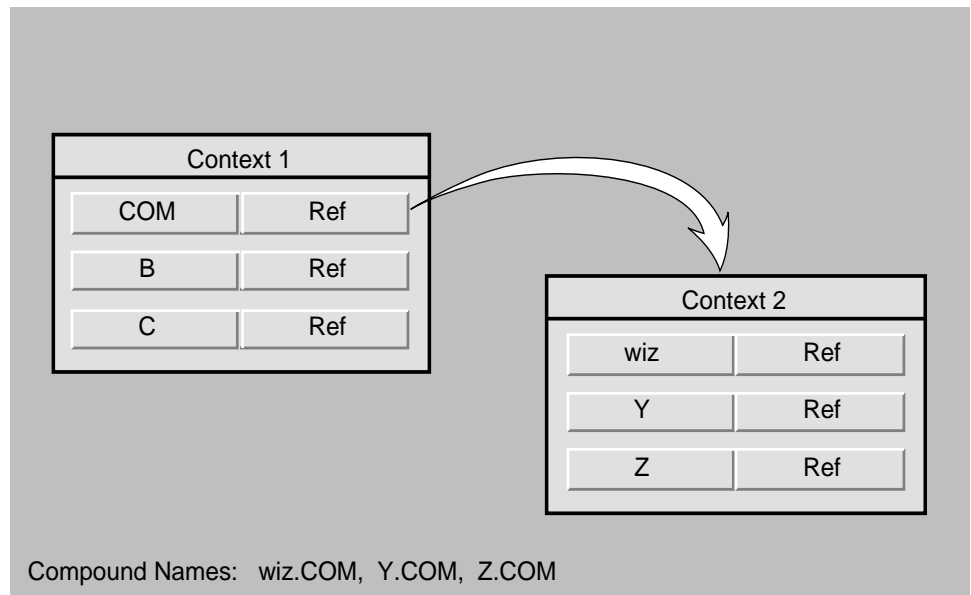 Context 1
COM Ref
B Ref
C Ref
Context 2
wiz Ref
Y Ref
Z Ref
Compound Names: wiz.COM, Y.COM, Z.COM